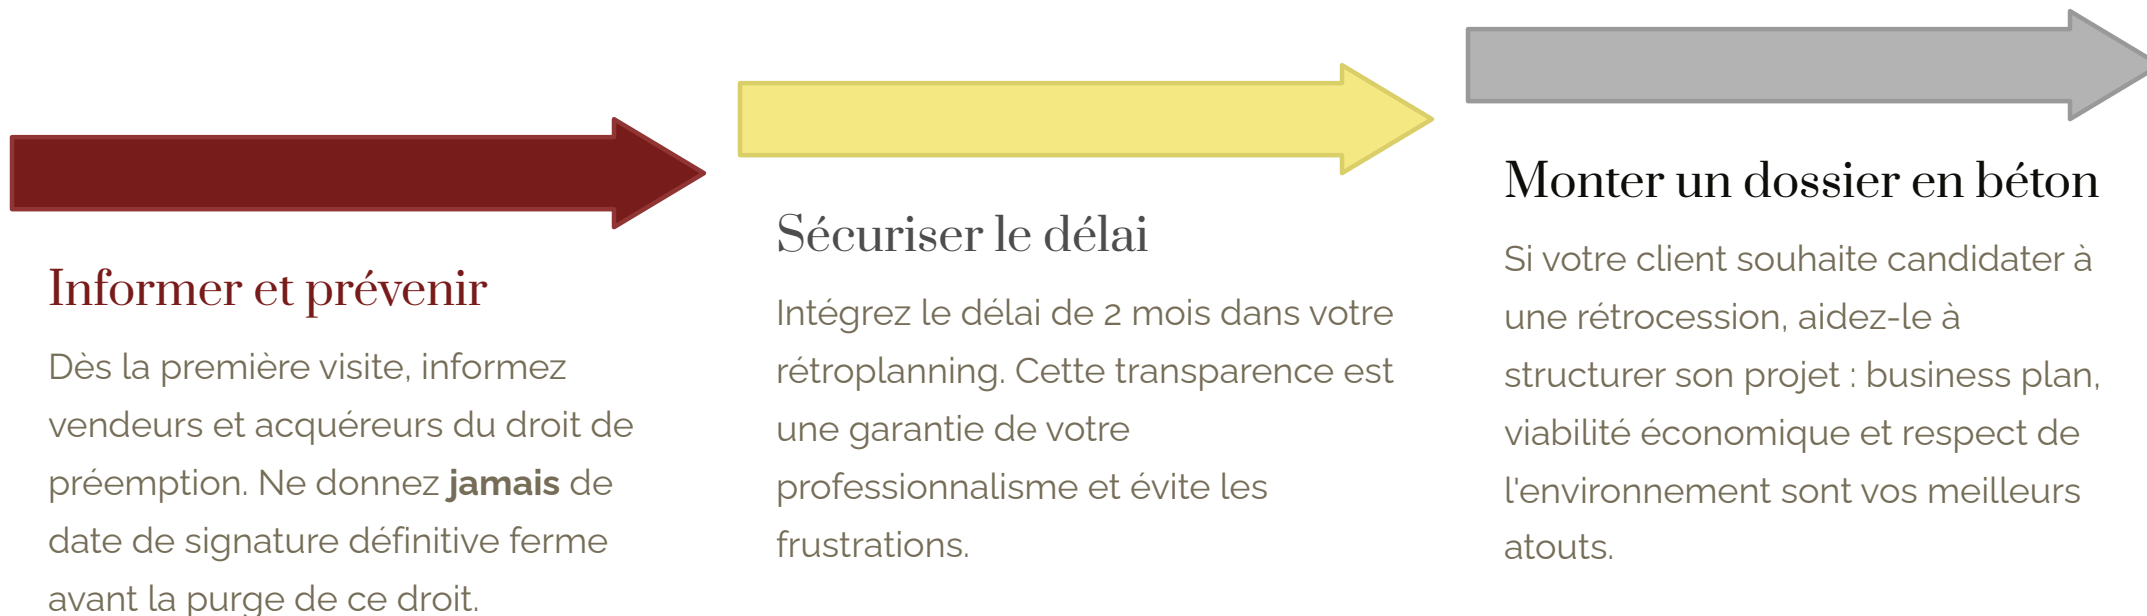 Informer et prévenir
Dès la première visite, informez
vendeurs et acquéreurs du droit de
préemption. Ne donnez jamais de
date de signature définitive ferme
avant la purge de ce droit.
Sécuriser le délai
Intégrez le délai de 2 mois dans votre
rétroplanning. Cette transparence est
une garantie de votre
professionnalisme et évite les
frustrations.
Monter un dossier en béton
Si votre client souhaite candidater à
une rétrocession, aidez-le à
structurer son projet : business plan,
viabilité économique et respect de
l'environnement sont vos meilleurs
atouts.